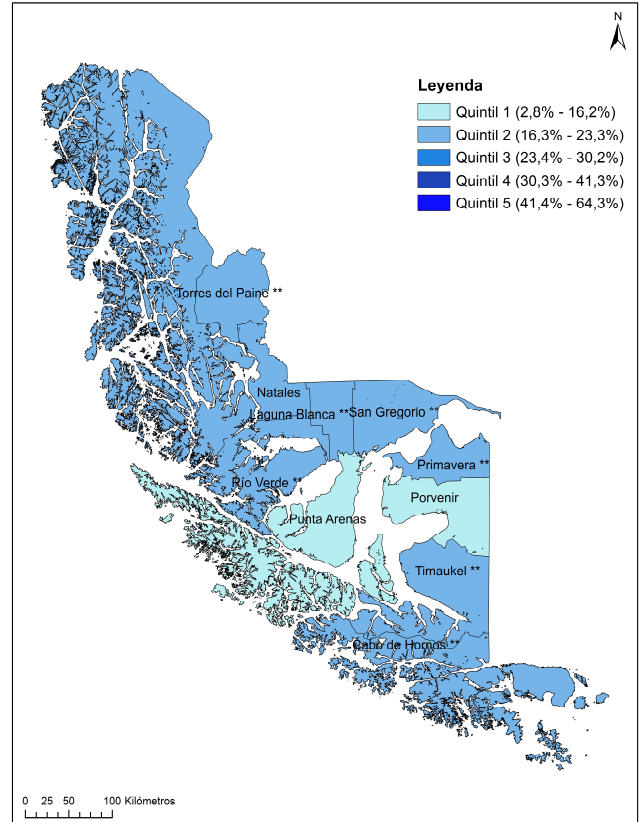 N
Leyenda
Quintil 1 (2,8% - 16,2%)
Quintil 2 (16,3% - 23,3%)
Quintil 3 (23,4% - 30,2%)
Quintil 4 (30,3% - 41,3%)
Quintil 5 (41,4% - 64,3%)
Torres del Paine **
Natales
Laguna Blanca **
San Gregorio **
Primavera **
Río Verde **
Porvenir
Punta Arenas
Timaukel **
Cabo de Hornos **
0 25 50 100 Kilómetros